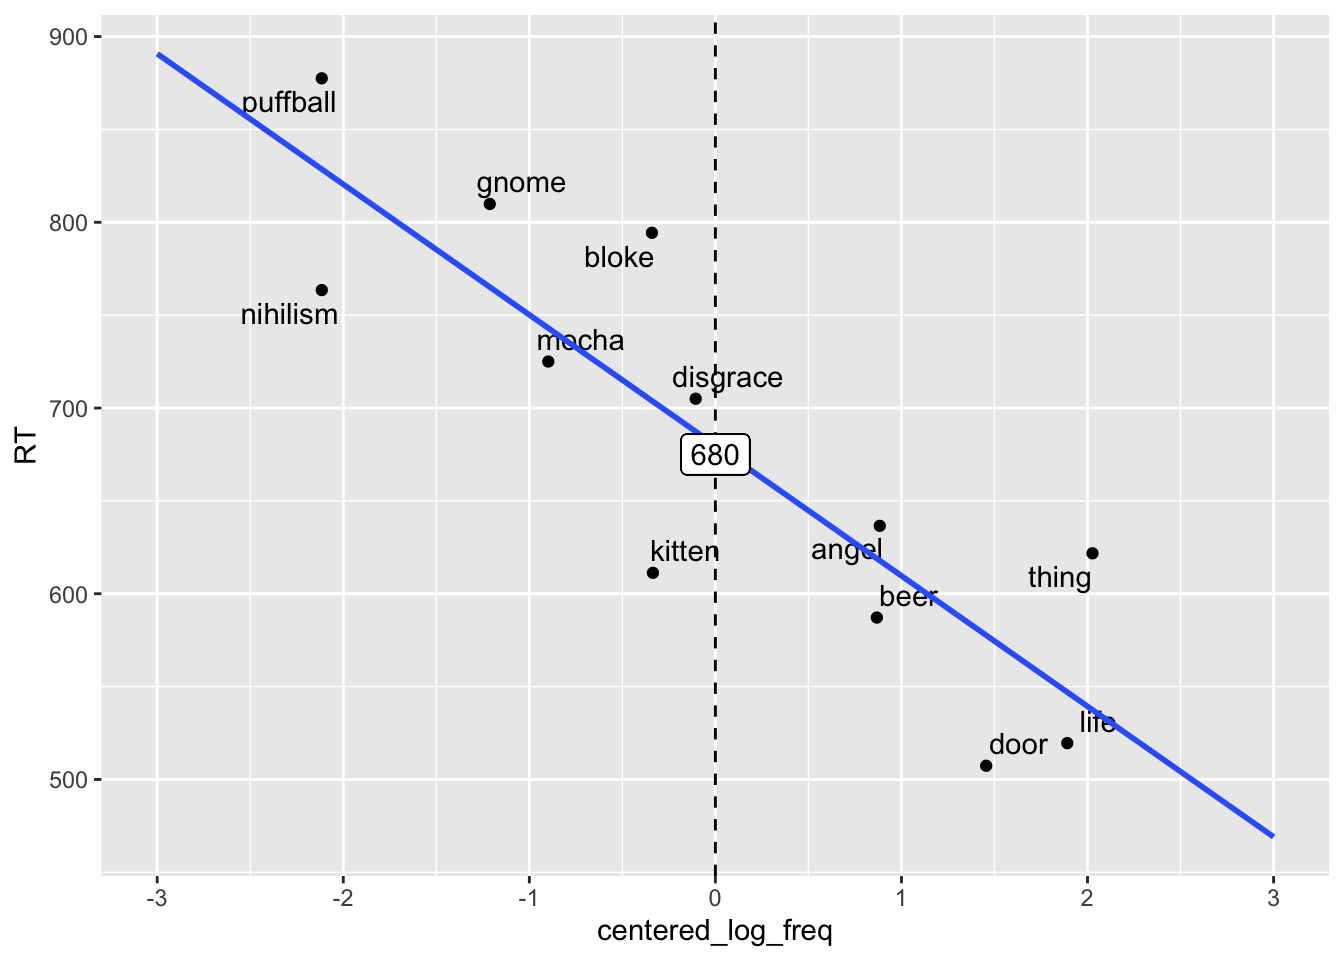 900
puffball
gnome
800
bloke
nihilism
mocha
disgrace
700
RT
680
kitten
angel
thing
600
beer
life
door
500
-3 -2 -1 0 1 2 3
centered_log_freq